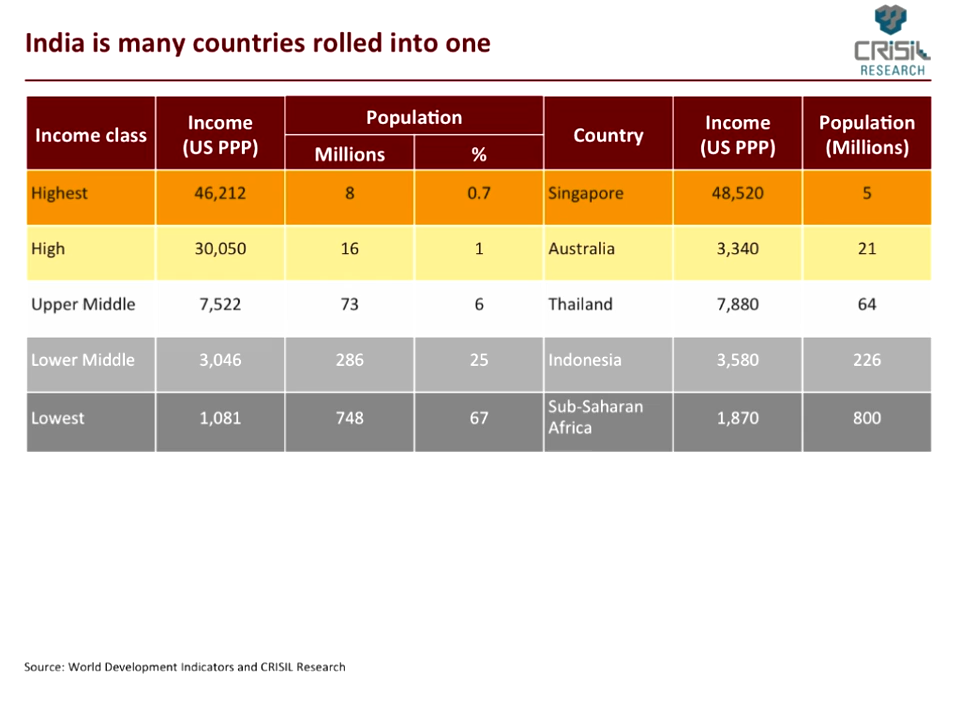 India is many countries rolled into one
CRISIL
RESEARCH
Income class
Income
(US PPP)
Population
Millions
%
Country
Income
(US PPP)
Population
(Millions)
Highest 46,212 8 0.7 Singapore 48,520 5
High 30,050 16 1 Australia 3,340 21
Upper Middle 7,522 73 6 Thailand 7,880 64
Lower Middle 3,046 286 25 Indonesia 3,580 226
Lowest 1,081 748 67 Sub-Saharan
Africa 1,870 800
Source: World Development Indicators and CRISIL Research